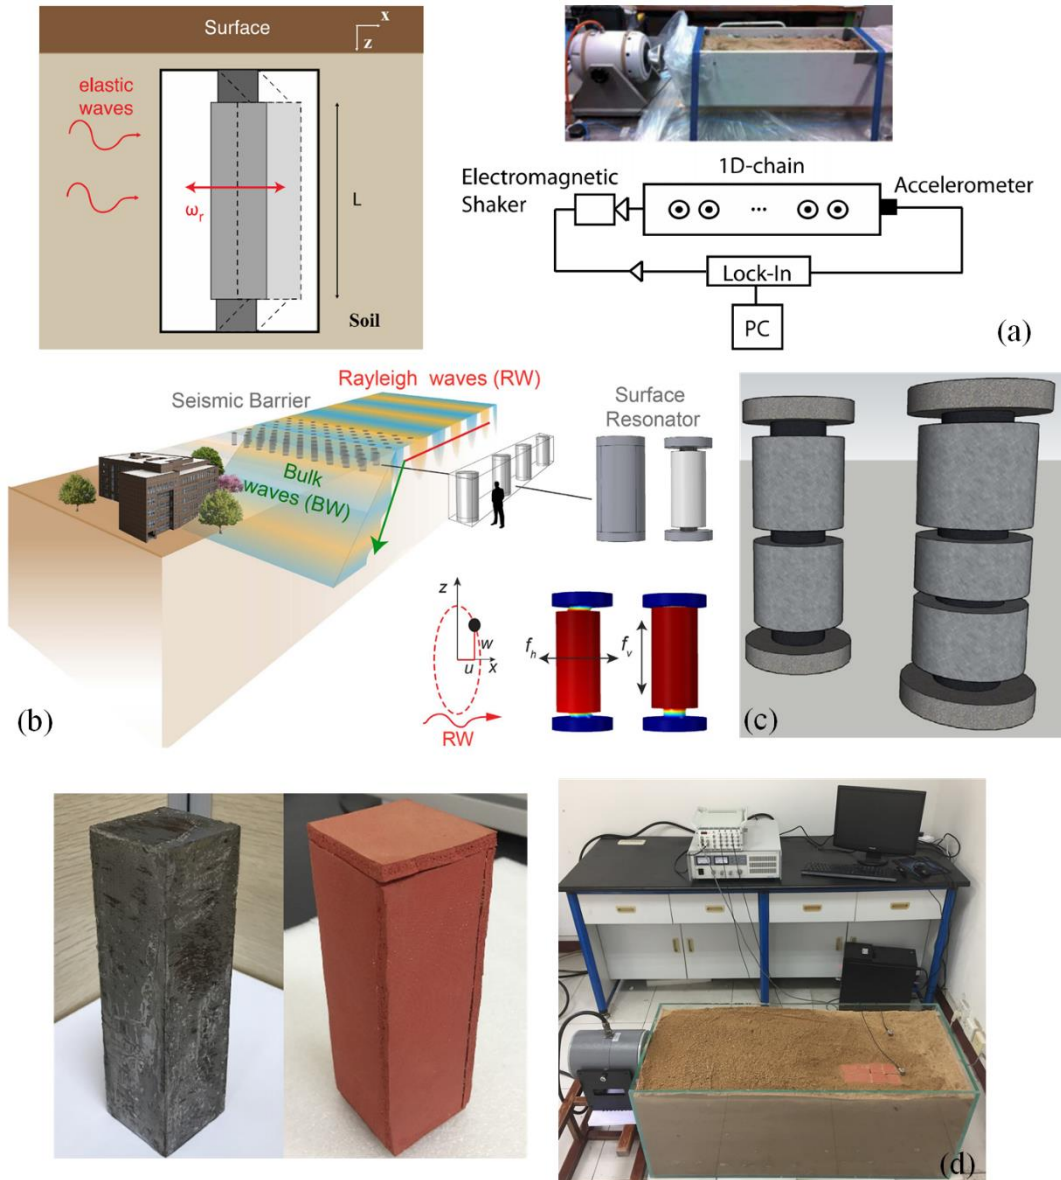 Surface
x
z
elastic
waves
ω_r
L
Soil
1D-chain
Electromagnetic
Shaker
Accelerometer
Lock-In
PC
(a)
Rayleigh waves (RW)
Seismic Barrier
Surface
Resonator
Bulk
waves (BW)
z
w
u
x
RW
f_h
f_v
(b)
(c)
(d)